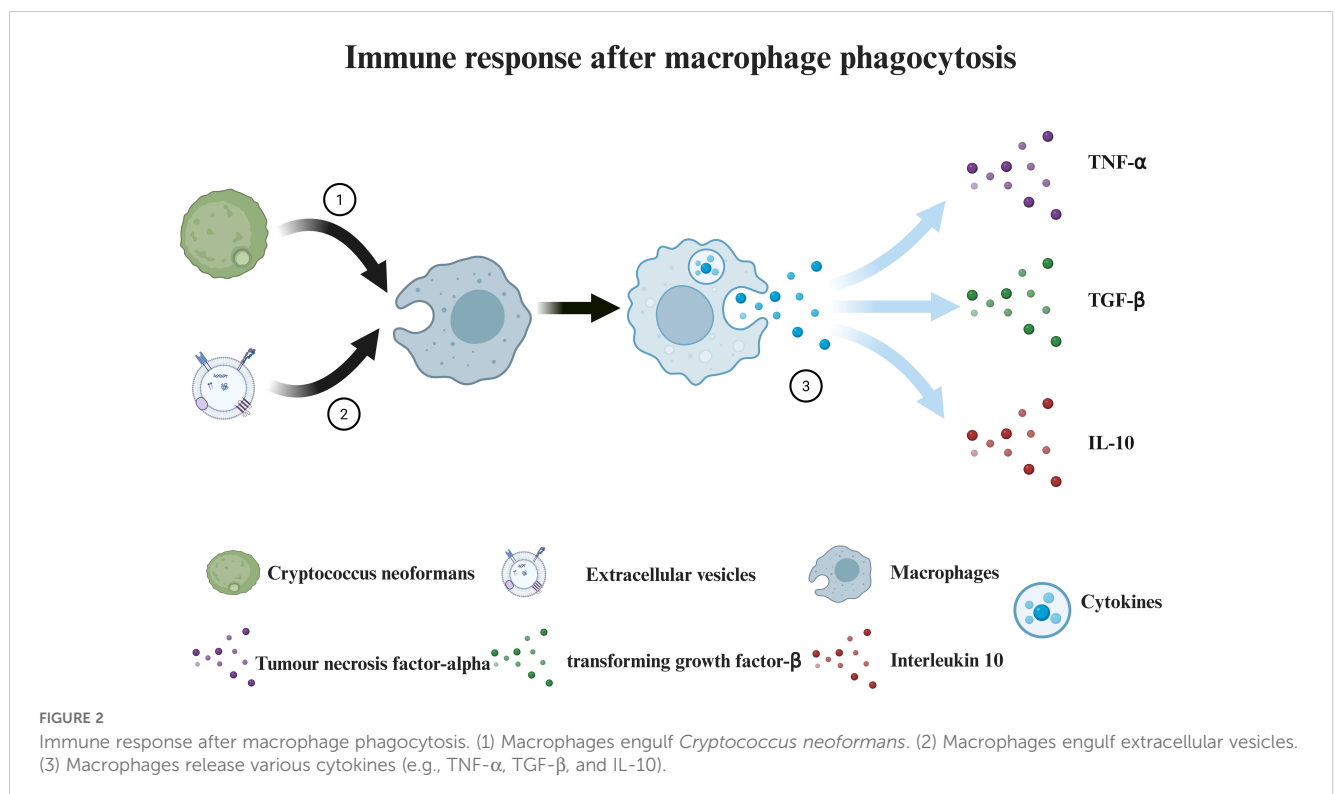 Immune response after macrophage phagocytosis
TNF-α
1
TGF-β
3
2
IL-10
Cryptococcus neoformans
Extracellular vesicles
Macrophages
Cytokines
Tumour necrosis factor-alpha
transforming growth factor-β
Interleukin 10
FIGURE 2
Immune response after macrophage phagocytosis. (1) Macrophages engulf Cryptococcus neoformans. (2) Macrophages engulf extracellular vesicles.
(3) Macrophages release various cytokines (e.g., TNF-α, TGF-β, and IL-10).